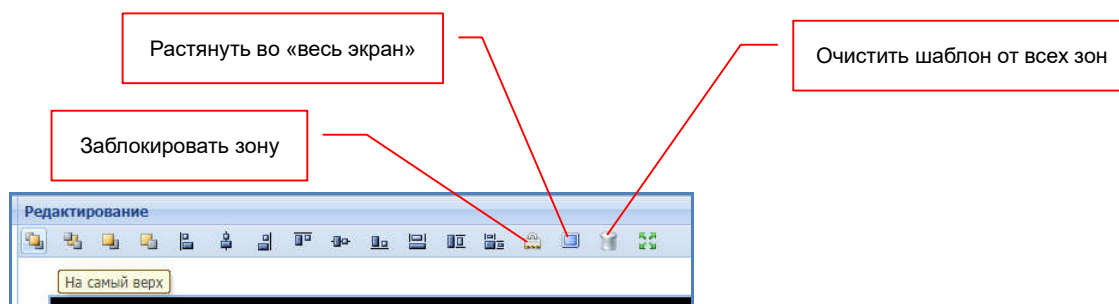 Растянуть во «весь экран»
Очистить шаблон от всех зон
Заблокировать зону
Редактирование
На самый верх